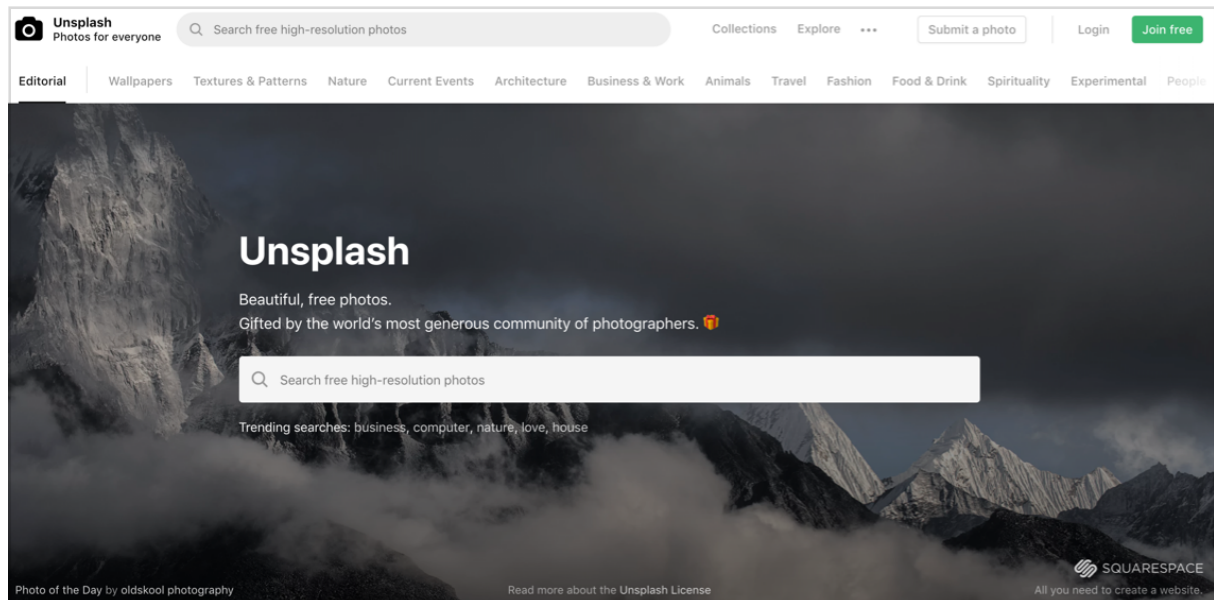 Unsplash
Photos for everyone
Search free high-resolution photos
Collections Explore ••• Submit a photo Login Join free
Editorial Wallpapers Textures & Patterns Nature Current Events Architecture Business & Work Animals Travel Fashion Food & Drink Spirituality Experimental People
Unsplash
Beautiful, free photos.
Gifted by the world's most generous community of photographers. 🎁
Search free high-resolution photos
Trending searches: business, computer, nature, love, house
SQUARESPACE
Photo of the Day by oldskool photography Read more about the Unsplash License All you need to create a website.